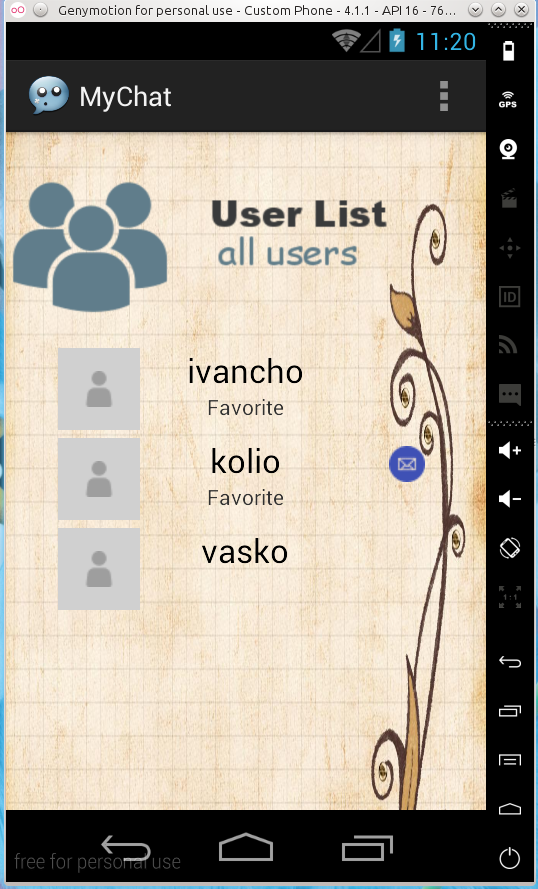 Genymotion for personal use - Custom Phone - 4.1.1 - API 16 - 76...
11:20
MyChat
GPS
User List
all users
ID
ivancho
Favorite
kolio
Favorite
vasko
1:1
free for personal use